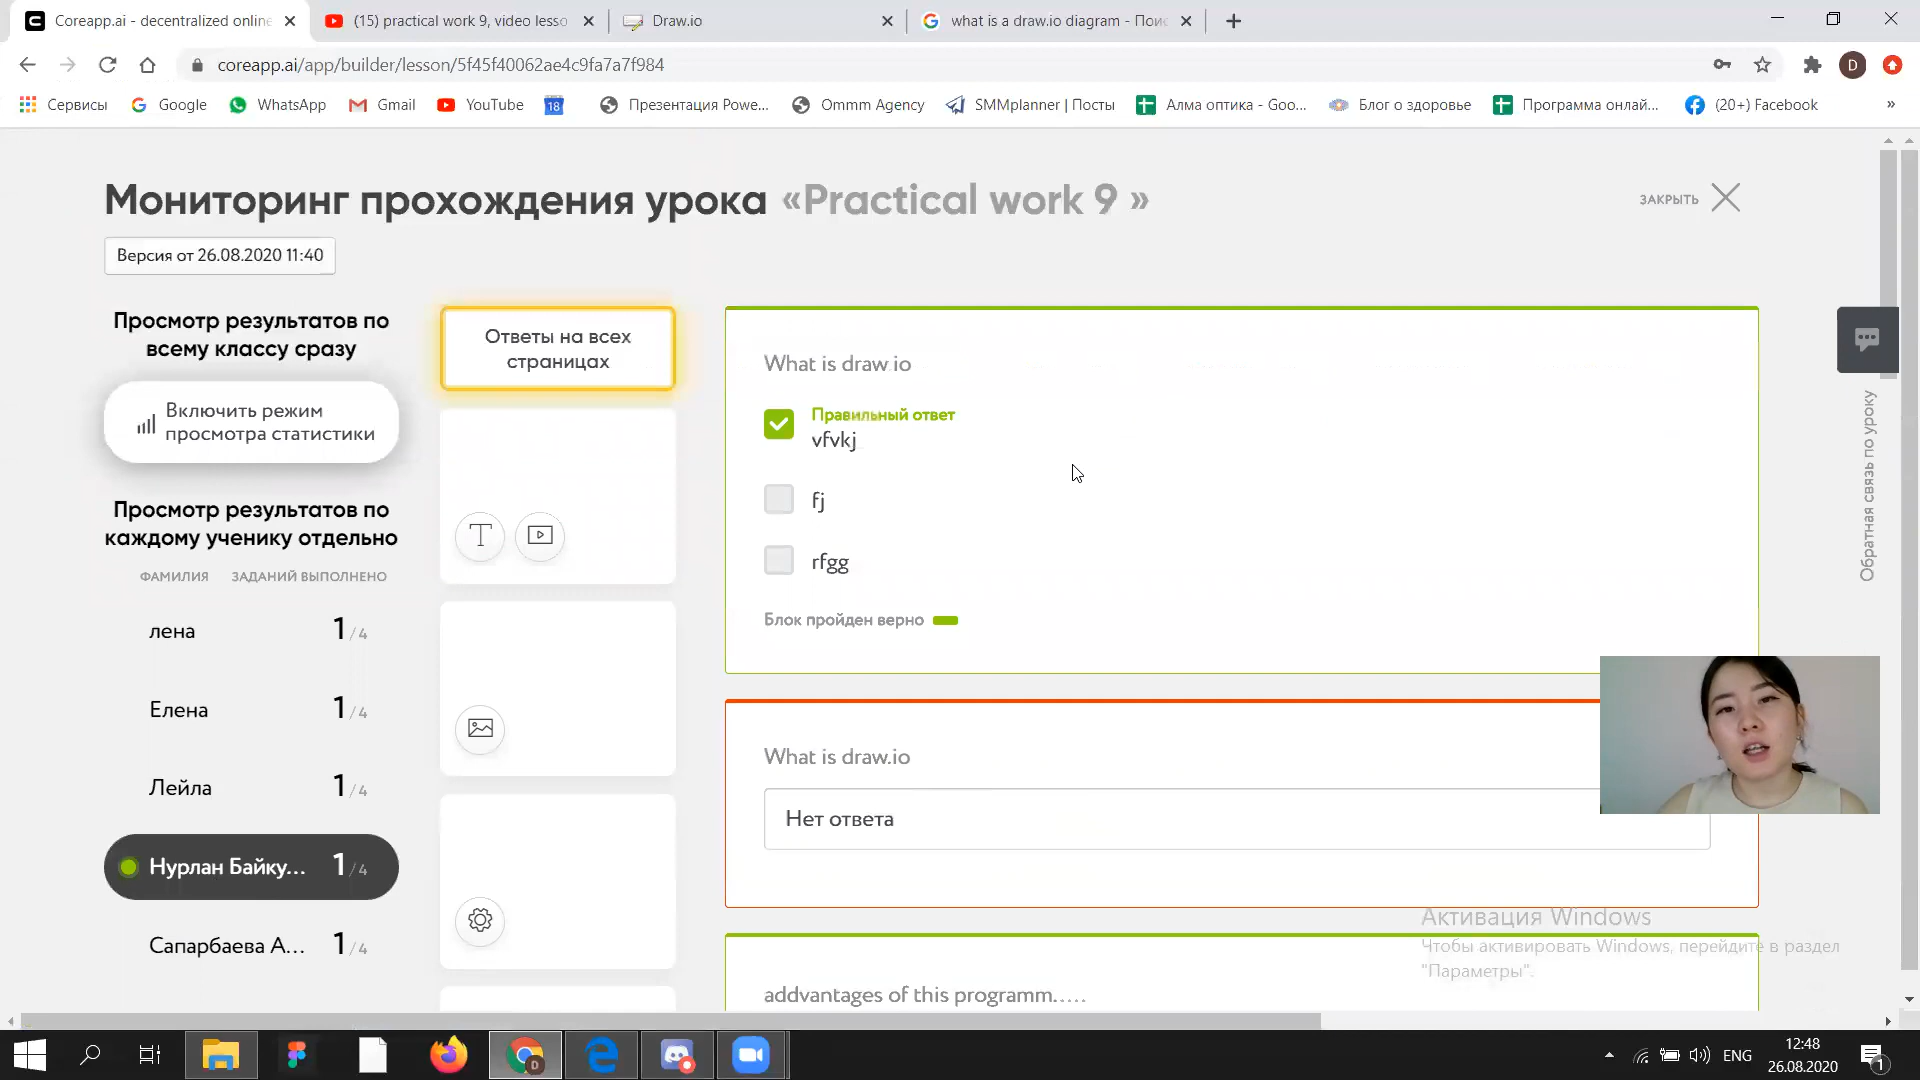 Coreapp.ai - decentralized online
(15) practical work 9, video lesso
Draw.io
what is a draw.io diagram - Пои
coreapp.ai/app/builder/lesson/5f45f40062ae4c9fa7a7f984
D
Сервисы
Google
WhatsApp
Gmail
YouTube
18
Презентация Powe...
Ommm Agency
SMMplanner | Посты
Алма оптика - Goo...
Блог о здоровье
Программа онлай...
(20+) Facebook
»
Мониторинг прохождения урока «Practical work 9 »
ЗАКРЫТЬ
Версия от 26.08.2020 11:40
Просмотр результатов по
всему классу сразу
Включить режим
просмотра статистики
Просмотр результатов по
каждому ученику отдельно
ФАМИЛИЯ ЗАДАНИЙ ВЫПОЛНЕНО
лена 1 / 4
Елена 1 / 4
Лейла 1 / 4
Нурлан Байку... 1 / 4
Сапарбаева А... 1 / 4
Ответы на всех
страницах
T
What is draw.io
Правильный ответ
vfvkj
fj
rfgg
Блок пройден верно
What is draw.io
Нет ответа
addvantages of this programm.....
Обратная связь по уроку
Активация Windows
Чтобы активировать Windows, перейдите в раздел
"Параметры".
D
ENG
12:48
26.08.2020
1